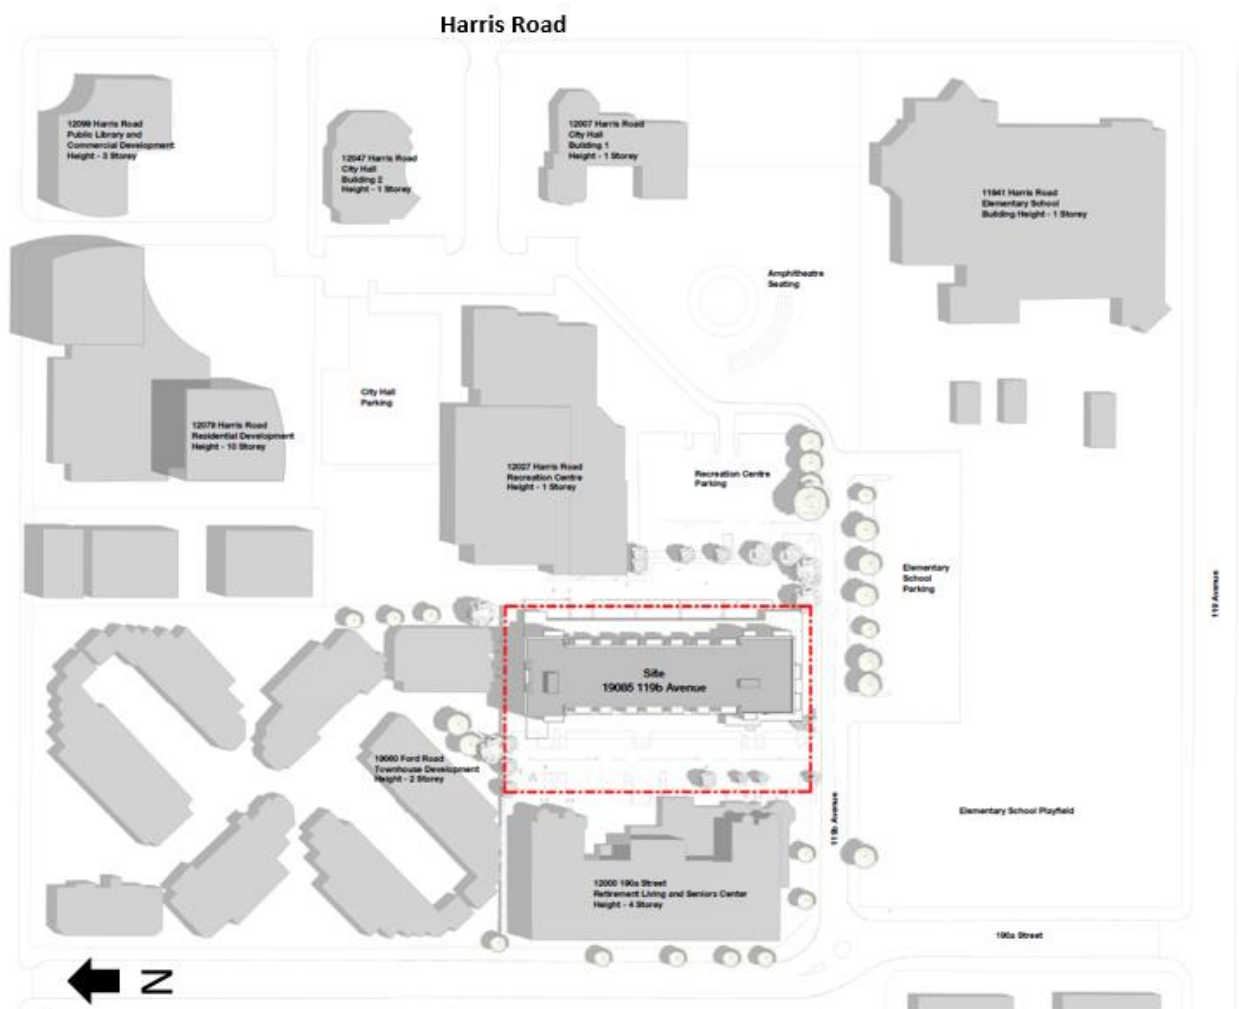 Harris Road
12099 Harris Road
Public Library and
Commercial Development
Height - 3 Storey
12047 Harris Road
City Hall
Building 2
Height - 1 Storey
12007 Harris Road
City Hall
Building 1
Height - 1 Storey
11941 Harris Road
Elementary School
Building Height - 1 Storey
Amphitheatre
Seating
City Hall
Parking
12079 Harris Road
Residential Development
Height - 10 Storey
12027 Harris Road
Recreation Centre
Height - 1 Storey
Recreation Centre
Parking
Elementary
School
Parking
119 Avenue
Site
19085 119b Avenue
19060 Ford Road
Townhouse Development
Height - 2 Storey
119b Avenue
Elementary School Playfield
12000 190a Street
Retirement Living and Seniors Center
Height - 4 Storey
190a Street
N